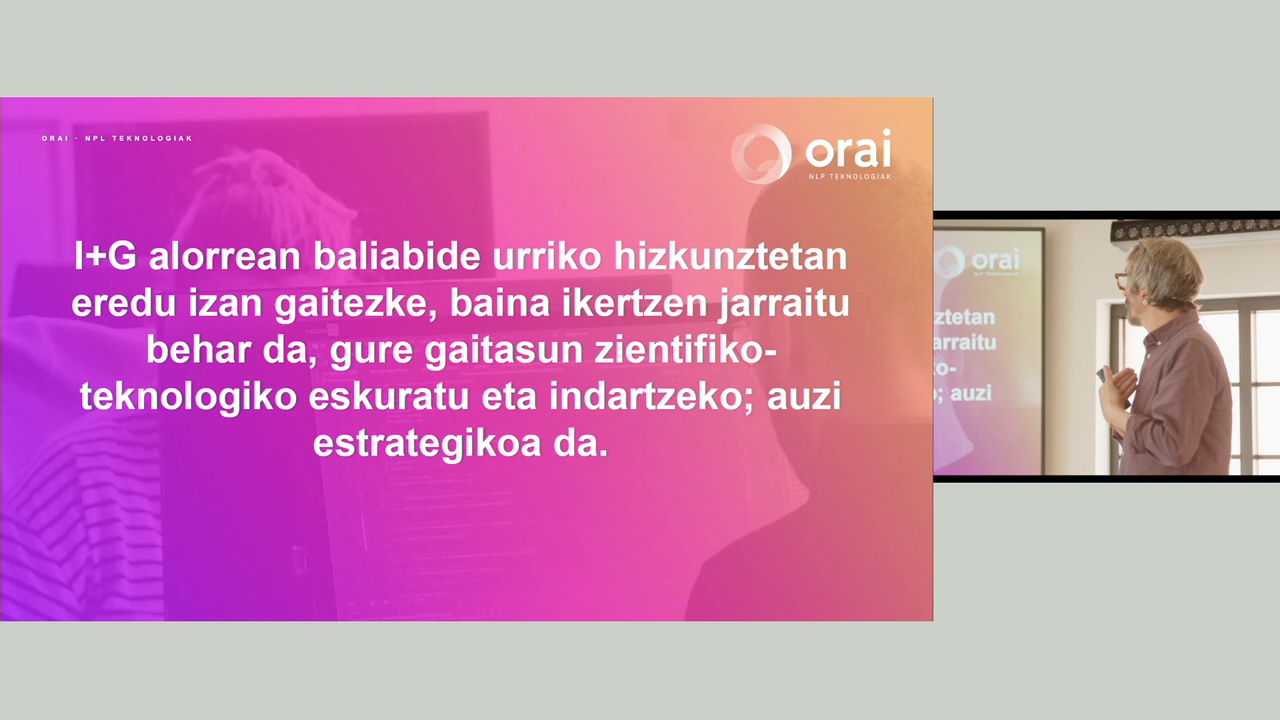 ORAI - NPL TEKNOLOGIAK
orai
NLP TEKNOLOGIAK
I+G alorrean baliabide urriko hizkunztetan
eredu izan gaitezke, baina ikertzen jarraitu
behar da, gure gaitasun zientifiko-
teknologiko eskuratu eta indartzeko; auzi
estrategikoa da.
orai
NLP TEKNOLOGIAK
ztetan
arraitu
ko-
o; auzi